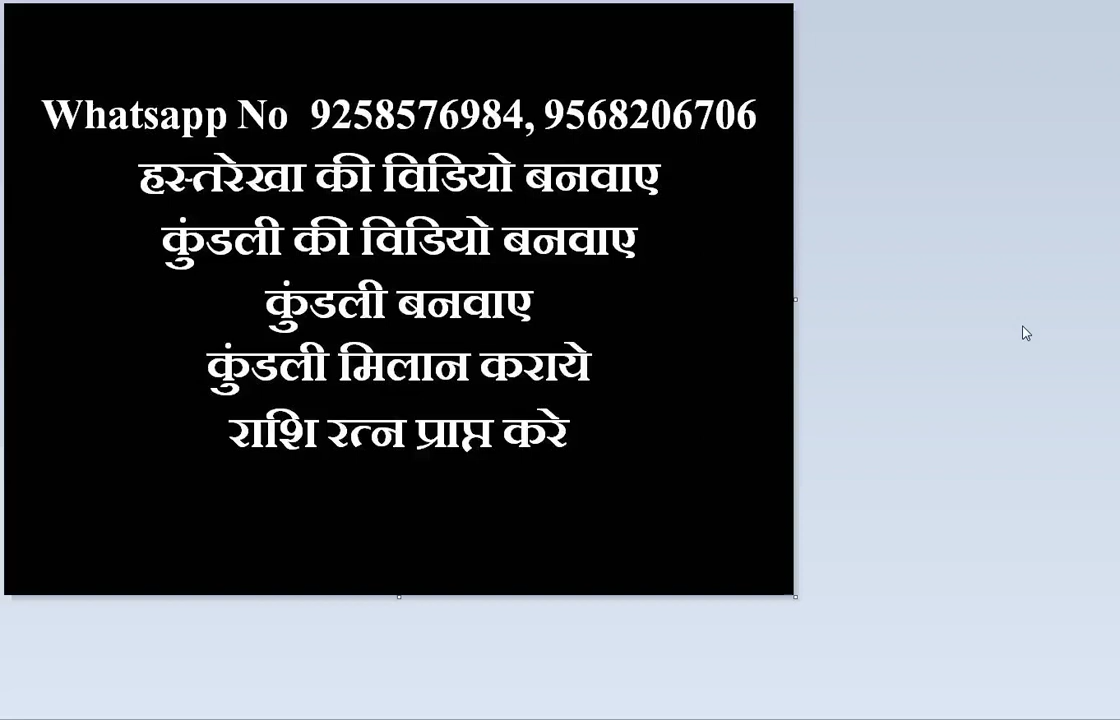 Whatsapp No  9258576984, 9568206706
हस्तरेखा की विडियो बनवाए
कुंडली की विडियो बनवाए
कुंडली बनवाए
कुंडली मिलान कराये
राशि रत्न प्राप्त करे